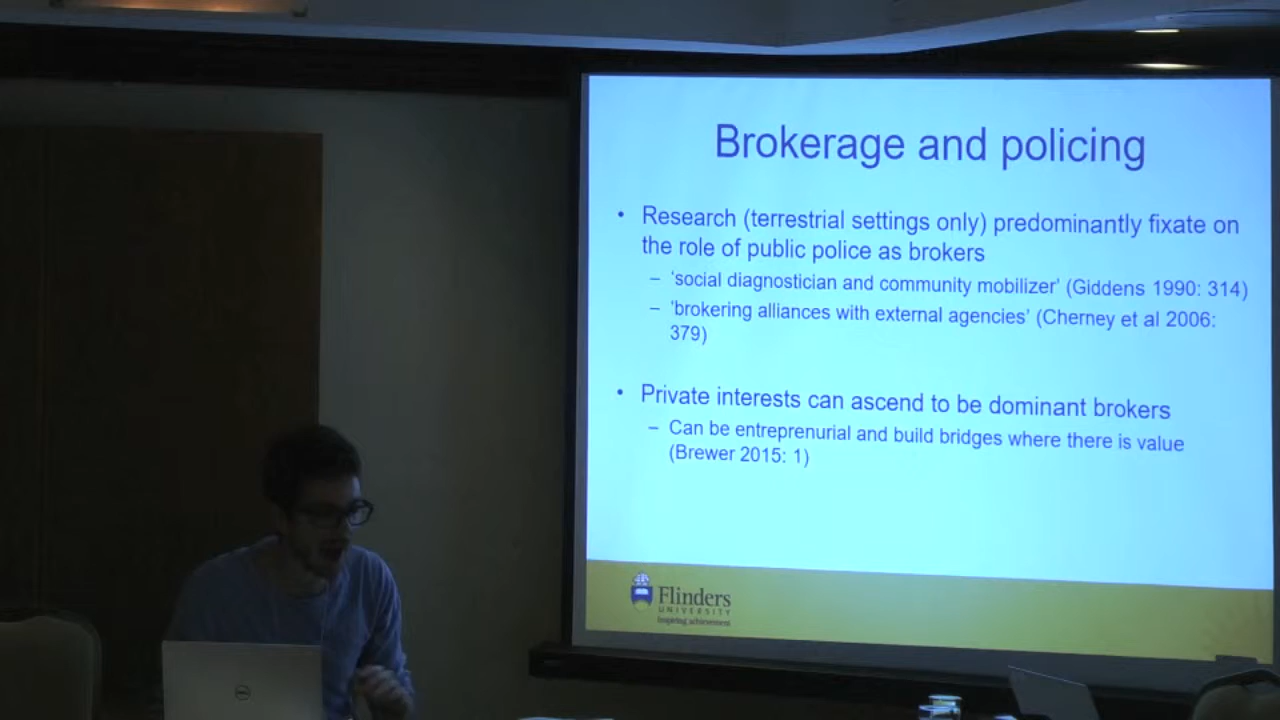 Brokerage and policing
• Research (terrestrial settings only) predominantly fixate on
the role of public police as brokers
– ‘social diagnostician and community mobilizer’ (Giddens 1990: 314)
– ‘brokering alliances with external agencies’ (Cherney et al 2006:
379)
• Private interests can ascend to be dominant brokers
– Can be entreprenurial and build bridges where there is value
(Brewer 2015: 1)
Flinders
UNIVERSITY
inspiring achievement
DELL